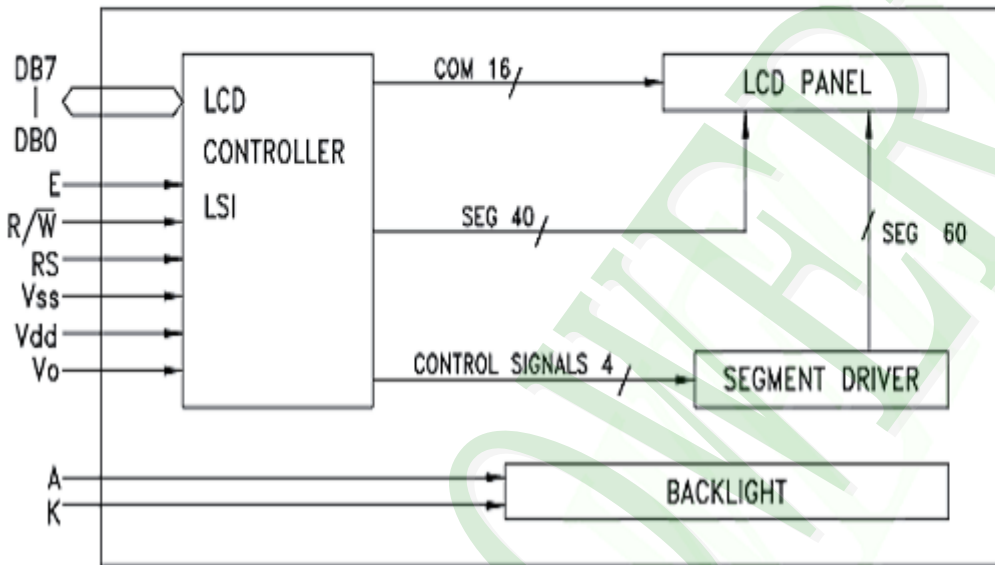 DB7
|
DB0
E
R/W̅
RS
Vss
Vdd
Vo
A
K
LCD
CONTROLLER
LSI
COM 16
SEG 40
CONTROL SIGNALS 4
LCD PANEL
SEG 60
SEGMENT DRIVER
BACKLIGHT
OWER